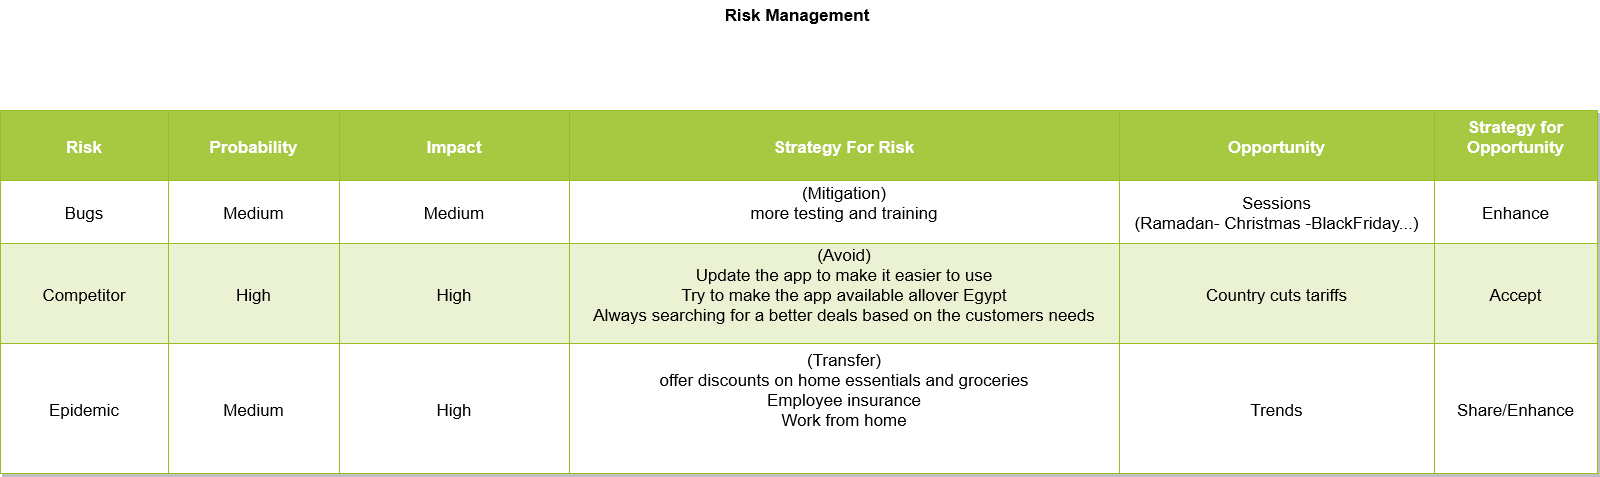 Risk Management
Risk
Probability
Impact
Strategy For Risk
Opportunity
Strategy for
Opportunity
Bugs
Medium
Medium
(Mitigation)
more testing and training
Sessions
(Ramadan- Christmas -BlackFriday...)
Enhance
Competitor
High
High
(Avoid)
Update the app to make it easier to use
Try to make the app available allover Egypt
Always searching for a better deals based on the customers needs
Country cuts tariffs
Accept
Epidemic
Medium
High
(Transfer)
offer discounts on home essentials and groceries
Employee insurance
Work from home
Trends
Share/Enhance